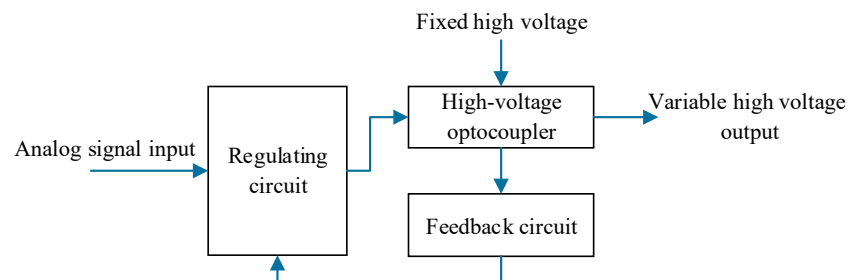 Fixed high voltage
High-voltage
optocoupler
Variable high voltage
output
Analog signal input
Regulating
circuit
Feedback circuit